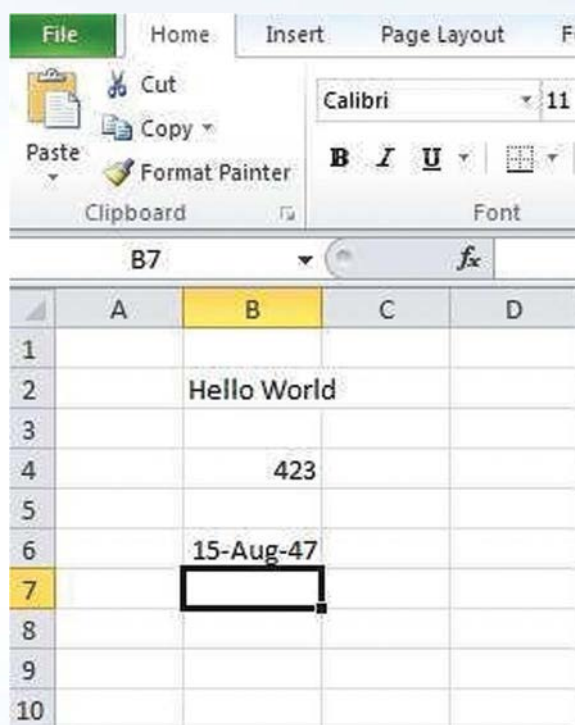 File Home Insert Page Layout F
Cut
Calibri 11
Copy
Paste
B I U
Format Painter
Clipboard Font
B7 fx
A B C D
1
2 Hello World
3
4 423
5
6 15-Aug-47
7
8
9
10